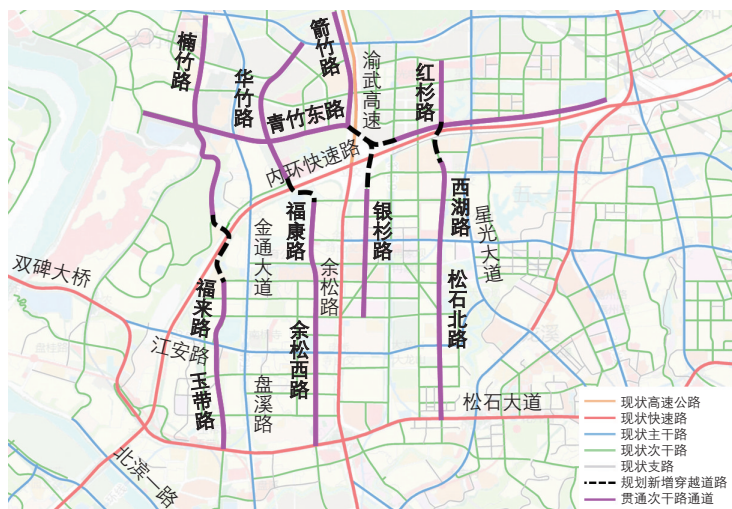 楠竹路
华竹路
箭竹路
渝武高速
红杉路
青竹东路
内环快速路
福康路
银杉路
西湖路
星光大道
金通大道
余松路
双碑大桥
福来路
松石北路
江安路
余松西路
玉带路
盘溪路
松石大道
北滨一路
现状高速公路
现状快速路
现状主干路
现状次干路
现状支路
规划新增穿越道路
贯通次干路通道